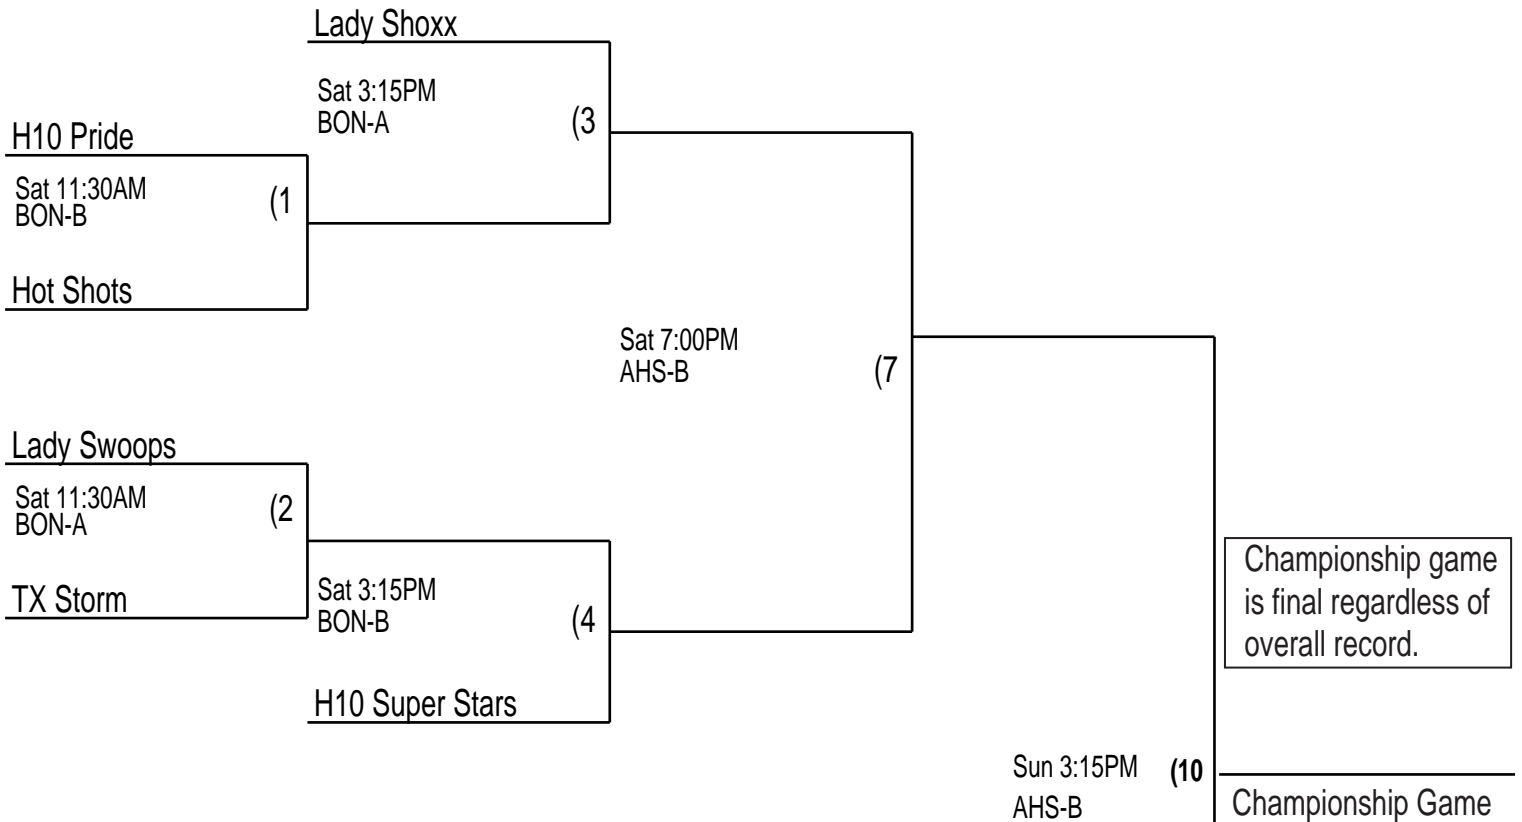 Lady Shoxx
Sat 3:15PM
BON-A
(3
H10 Pride
Sat 11:30AM
BON-B
(1
Hot Shots
Sat 7:00PM
AHS-B
(7
Lady Swoops
Sat 11:30AM
BON-A
(2
TX Storm
Sat 3:15PM
BON-B
(4
H10 Super Stars
Championship game
is final regardless of
overall record.
Sun 3:15PM
AHS-B
(10
Championship Game